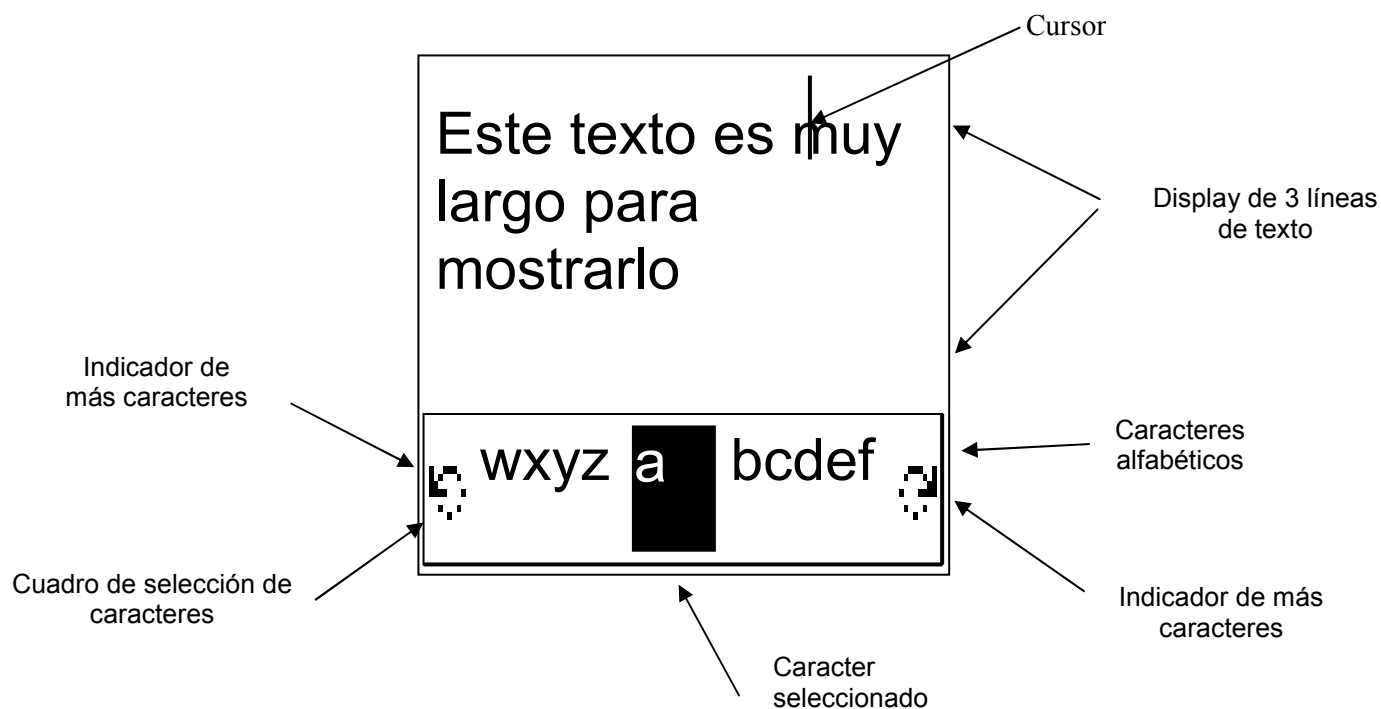 Cursor
Este texto es muy
largo para
mostrarlo
Display de 3 líneas
de texto
Indicador de
más caracteres
wxyz a bcdef
Caracteres
alfabéticos
Cuadro de selección de
caracteres
Indicador de más
caracteres
Caracter
seleccionado